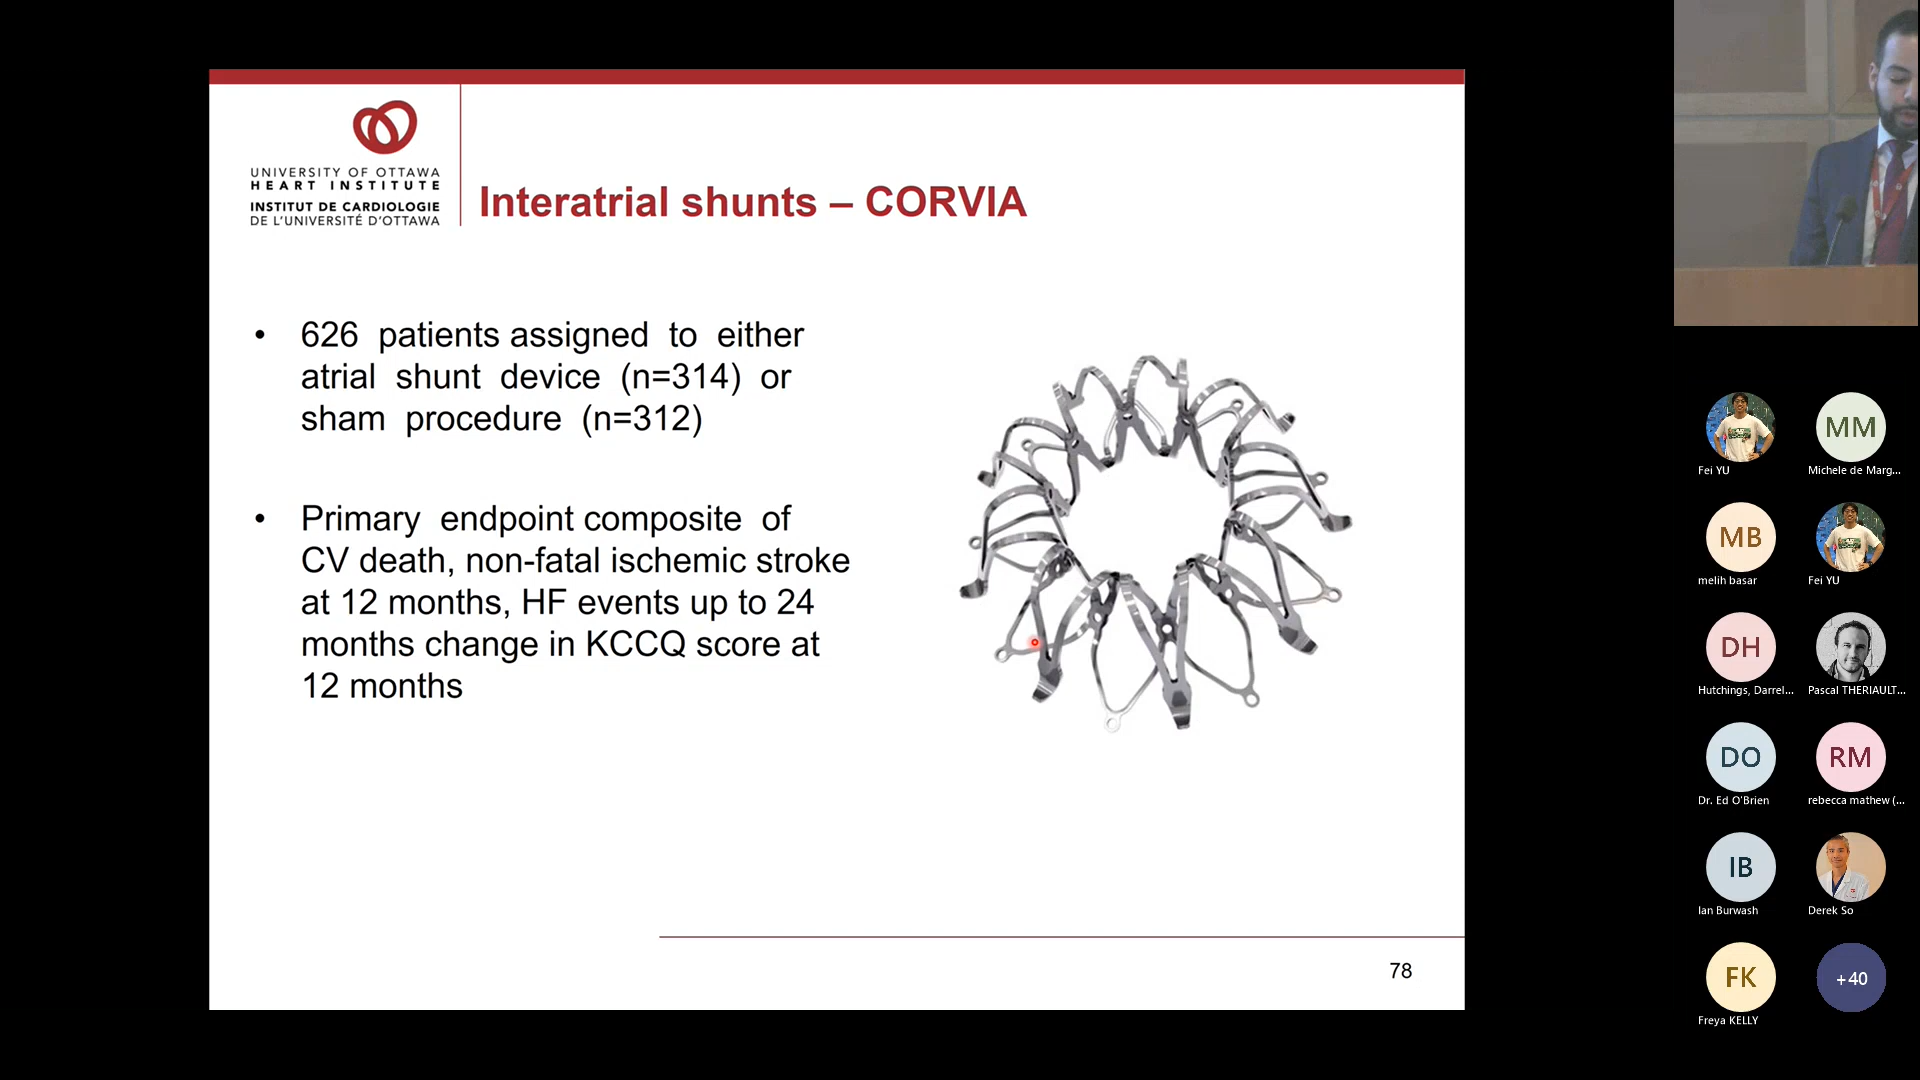 UNIVERSITY OF OTTAWA
HEART INSTITUTE
INSTITUT DE CARDIOLOGIE
DE L'UNIVERSITÉ D'OTTAWA
Interatrial shunts – CORVIA
• 626 patients assigned to either
atrial shunt device (n=314) or
sham procedure (n=312)
• Primary endpoint composite of
CV death, non-fatal ischemic stroke
at 12 months, HF events up to 24
months change in KCCQ score at
12 months
78
Fei YU
MM
Michele de Marg...
MB
melih basar
Fei YU
DH
Hutchings, Darrel...
Pascal THERIAULT...
DO
Dr. Ed O'Brien
RM
rebecca mathew (...
IB
Ian Burwash
Derek So
FK
Freya KELLY
+40